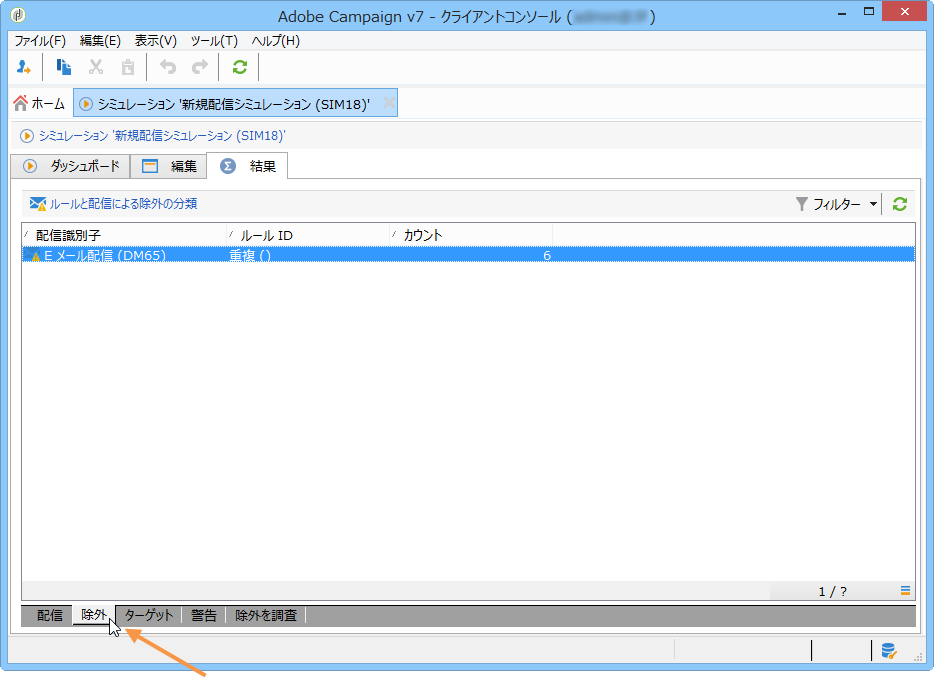 Adobe Campaign v7 - クライアントコンソール ( )
ファイル(F) 編集(E) 表示(V) ツール(T) ヘルプ(H)
ホーム シミュレーション '新規配信シミュレーション (SIM18)'
シミュレーション '新規配信シミュレーション (SIM18)'
ダッシュボード 編集 Σ 結果
ルールと配信による除外の分類 フィルター
配信識別子 ルール ID カウント
E メール配信 (DM65) 重複 () 6
1 / ?
配信 除外 ターゲット 警告 除外を調査